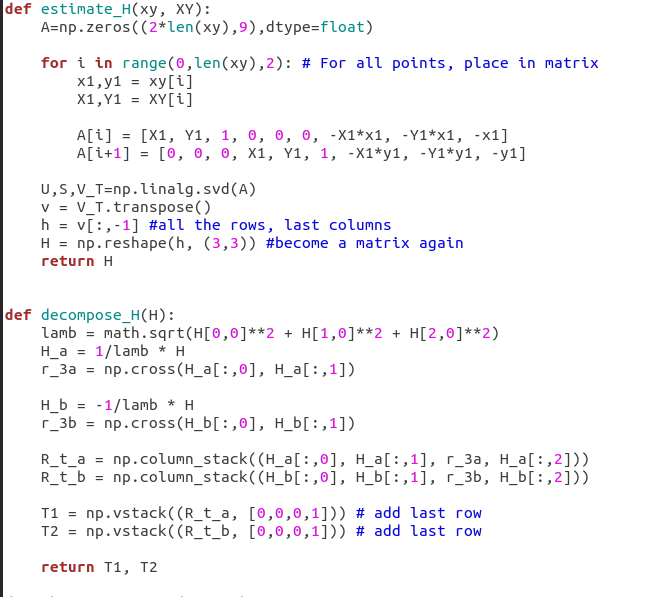 def estimate_H(xy, XY):
    A=np.zeros((2*len(xy),9),dtype=float)

    for i in range(0,len(xy),2): # For all points, place in matrix
        x1,y1 = xy[i]
        X1,Y1 = XY[i]

        A[i] = [X1, Y1, 1, 0, 0, 0, -X1*x1, -Y1*x1, -x1]
        A[i+1] = [0, 0, 0, X1, Y1, 1, -X1*y1, -Y1*y1, -y1]

    U,S,V_T=np.linalg.svd(A)
    v = V_T.transpose()
    h = v[:,-1] #all the rows, last columns
    H = np.reshape(h, (3,3)) #become a matrix again
    return H


def decompose_H(H):
    lamb = math.sqrt(H[0,0]**2 + H[1,0]**2 + H[2,0]**2)
    H_a = 1/lamb * H
    r_3a = np.cross(H_a[:,0], H_a[:,1])

    H_b = -1/lamb * H
    r_3b = np.cross(H_b[:,0], H_b[:,1])

    R_t_a = np.column_stack((H_a[:,0], H_a[:,1], r_3a, H_a[:,2]))
    R_t_b = np.column_stack((H_b[:,0], H_b[:,1], r_3b, H_b[:,2]))

    T1 = np.vstack((R_t_a, [0,0,0,1])) # add last row
    T2 = np.vstack((R_t_b, [0,0,0,1])) # add last row

    return T1, T2